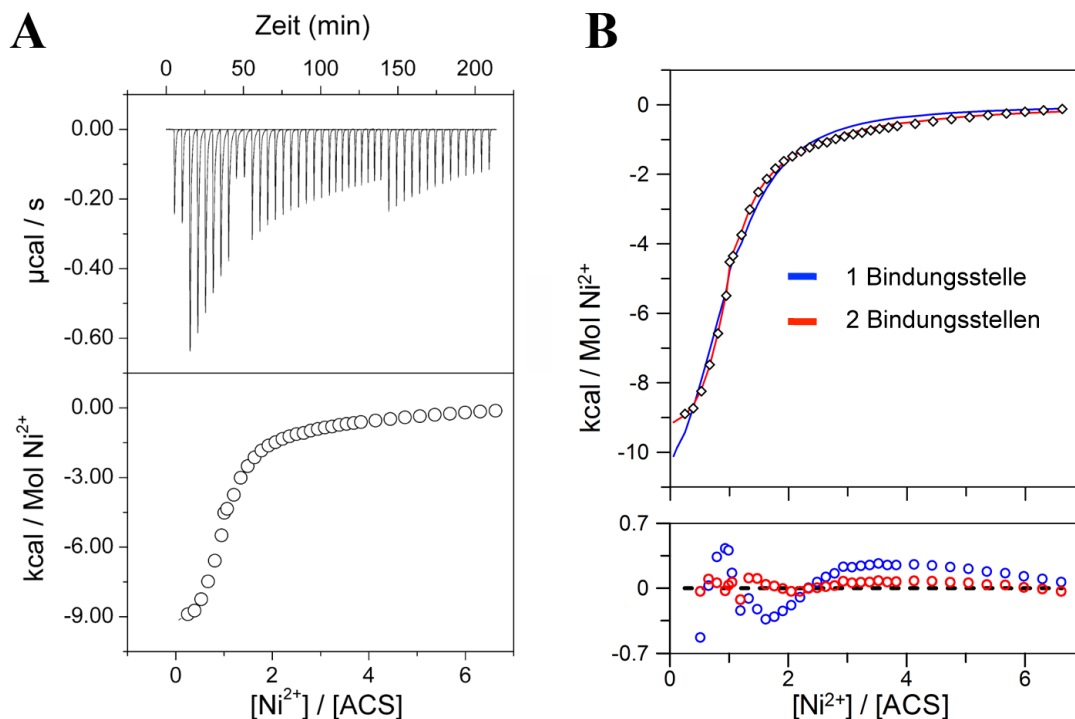 A
Zeit (min)
0 50 100 150 200
µcal / s
0.00
-0.20
-0.40
-0.60
kcal / Mol Ni²⁺
0.00
-3.00
-6.00
-9.00
0 2 4 6
[Ni²⁺] / [ACS]
B
kcal / Mol Ni²⁺
0
-2
-4
-6
-8
-10
1 Bindungsstelle
2 Bindungsstellen
0.7
0
-0.7
0 2 4 6
[Ni²⁺] / [ACS]